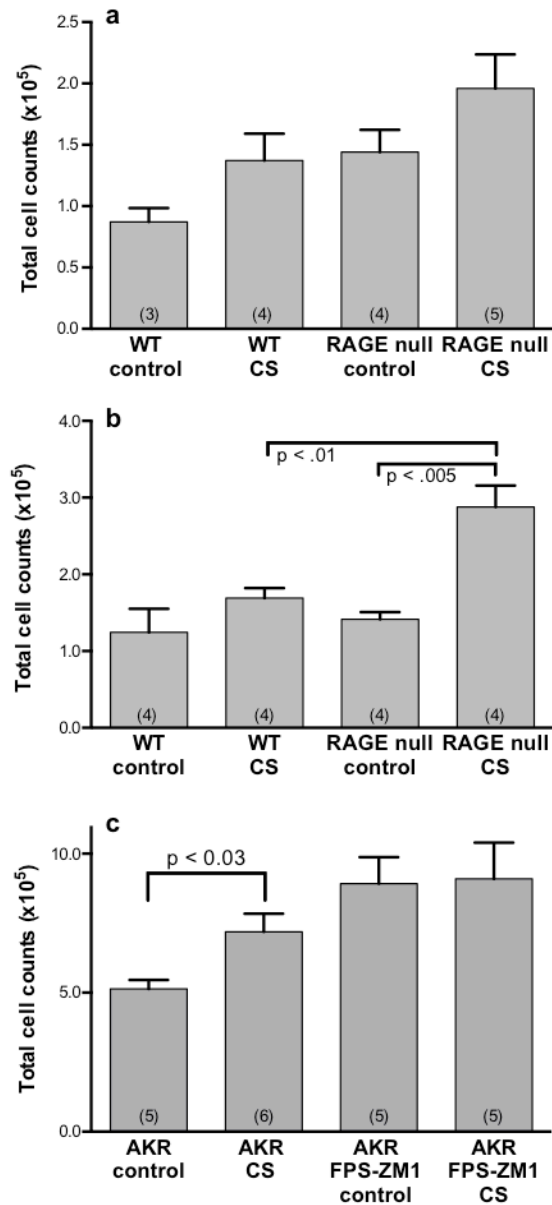 a
Total cell counts (x10⁵)
2.5
2.0
1.5
1.0
0.5
0.0
(3) (4) (4) (5)
WT WT RAGE null RAGE null
control CS control CS
b
Total cell counts (x10⁵)
4.0
3.0
2.0
1.0
0.0
p < .01
p < .005
(4) (4) (4) (4)
WT WT RAGE null RAGE null
control CS control CS
c
Total cell counts (x10⁵)
10.0
5.0
0.0
p < 0.03
(5) (6) (5) (5)
AKR AKR AKR AKR
control CS FPS-ZM1 FPS-ZM1
control CS